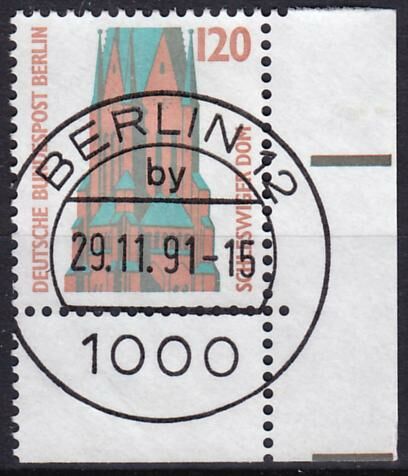 120
DEUTSCHE BUNDESPOST BERLIN
SCHLESWIGER DOM
BERLIN 12
by
29.11.91-15
1000